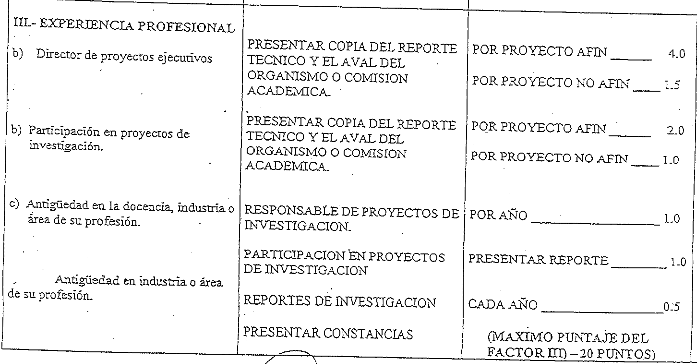 III.- EXPERIENCIA PROFESIONAL
b) Director de proyectos ejecutivos
PRESENTAR COPIA DEL REPORTE
TECNICO Y EL AVAL DEL
ORGANISMO O COMISION
ACADEMICA.
POR PROYECTO AFIN ______ 4.0
POR PROYECTO NO AFIN ____ 1.5
b) Participación en proyectos de
investigación.
PRESENTAR COPIA DEL REPORTE
TECNICO Y EL AVAL DEL
ORGANISMO O COMISION
ACADEMICA.
POR PROYECTO AFIN ______ 2.0
POR PROYECTO NO AFIN ____ 1.0
c) Antigüedad en la docencia, industria o
área de su profesión.
RESPONSABLE DE PROYECTOS DE
INVESTIGACION.
POR AÑO ______________ 1.0
PARTICIPACION EN PROYECTOS
DE INVESTIGACION
PRESENTAR REPORTE ______ 1.0
Antigüedad en industria o área
de su profesión.
REPORTES DE INVESTIGACION
CADA AÑO ______________ 0.5
PRESENTAR CONSTANCIAS
(MAXIMO PUNTAJE DEL
FACTOR III) – 20 PUNTOS)